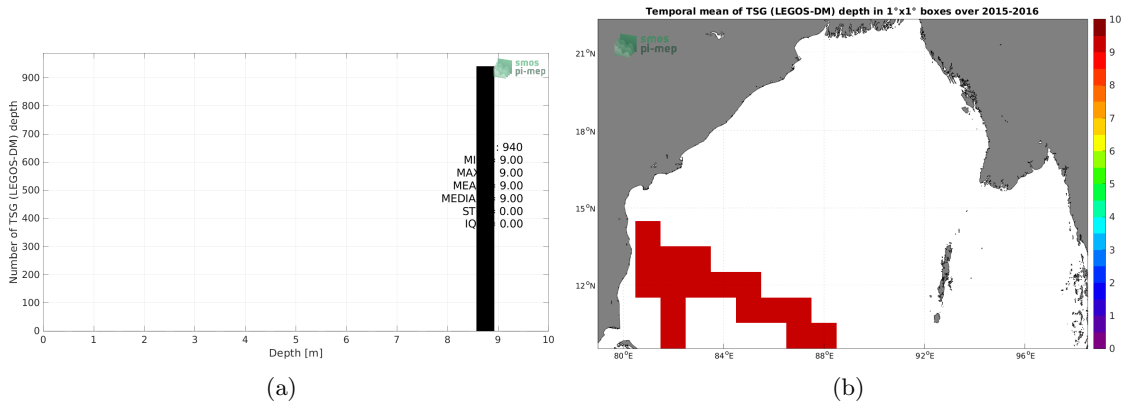 smos
pi-mep
Number of TSG (LEGOS-DM) depth
900
800
700
600
500
400
300
200
100
0
: 940
= 9.00
= 9.00
= 9.00
= 9.00
= 0.00
= 0.00
0 1 2 3 4 5 6 7 8 9 10
Depth [m]
(a)
Temporal mean of TSG (LEGOS-DM) depth in 1°x1° boxes over 2015-2016
smos
pi-mep
21°N
18°N
15°N
12°N
80°E 84°E 88°E 92°E 96°E
10
9
8
7
6
5
4
3
2
1
0
(b)